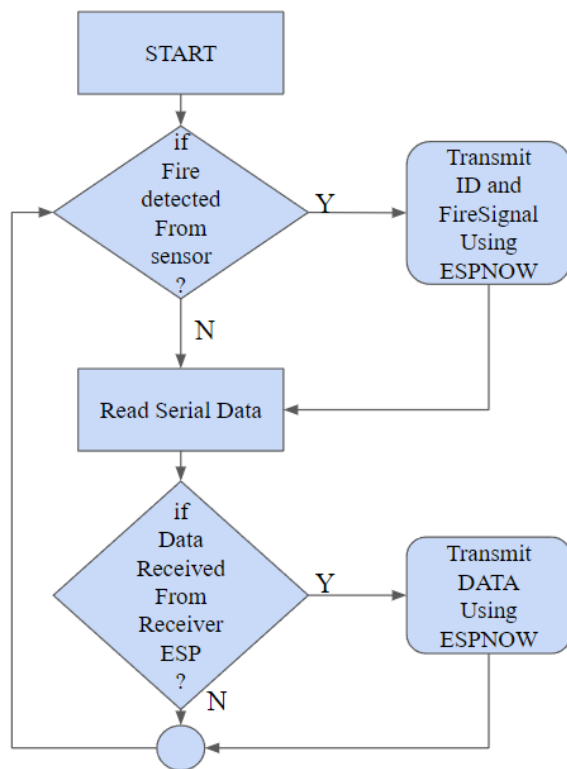 START
if
Fire
detected
From
sensor
?
Y
Transmit
ID and
FireSignal
Using
ESPNOW
N
Read Serial Data
if
Data
Received
From
Receiver
ESP
?
Y
Transmit
DATA
Using
ESPNOW
N